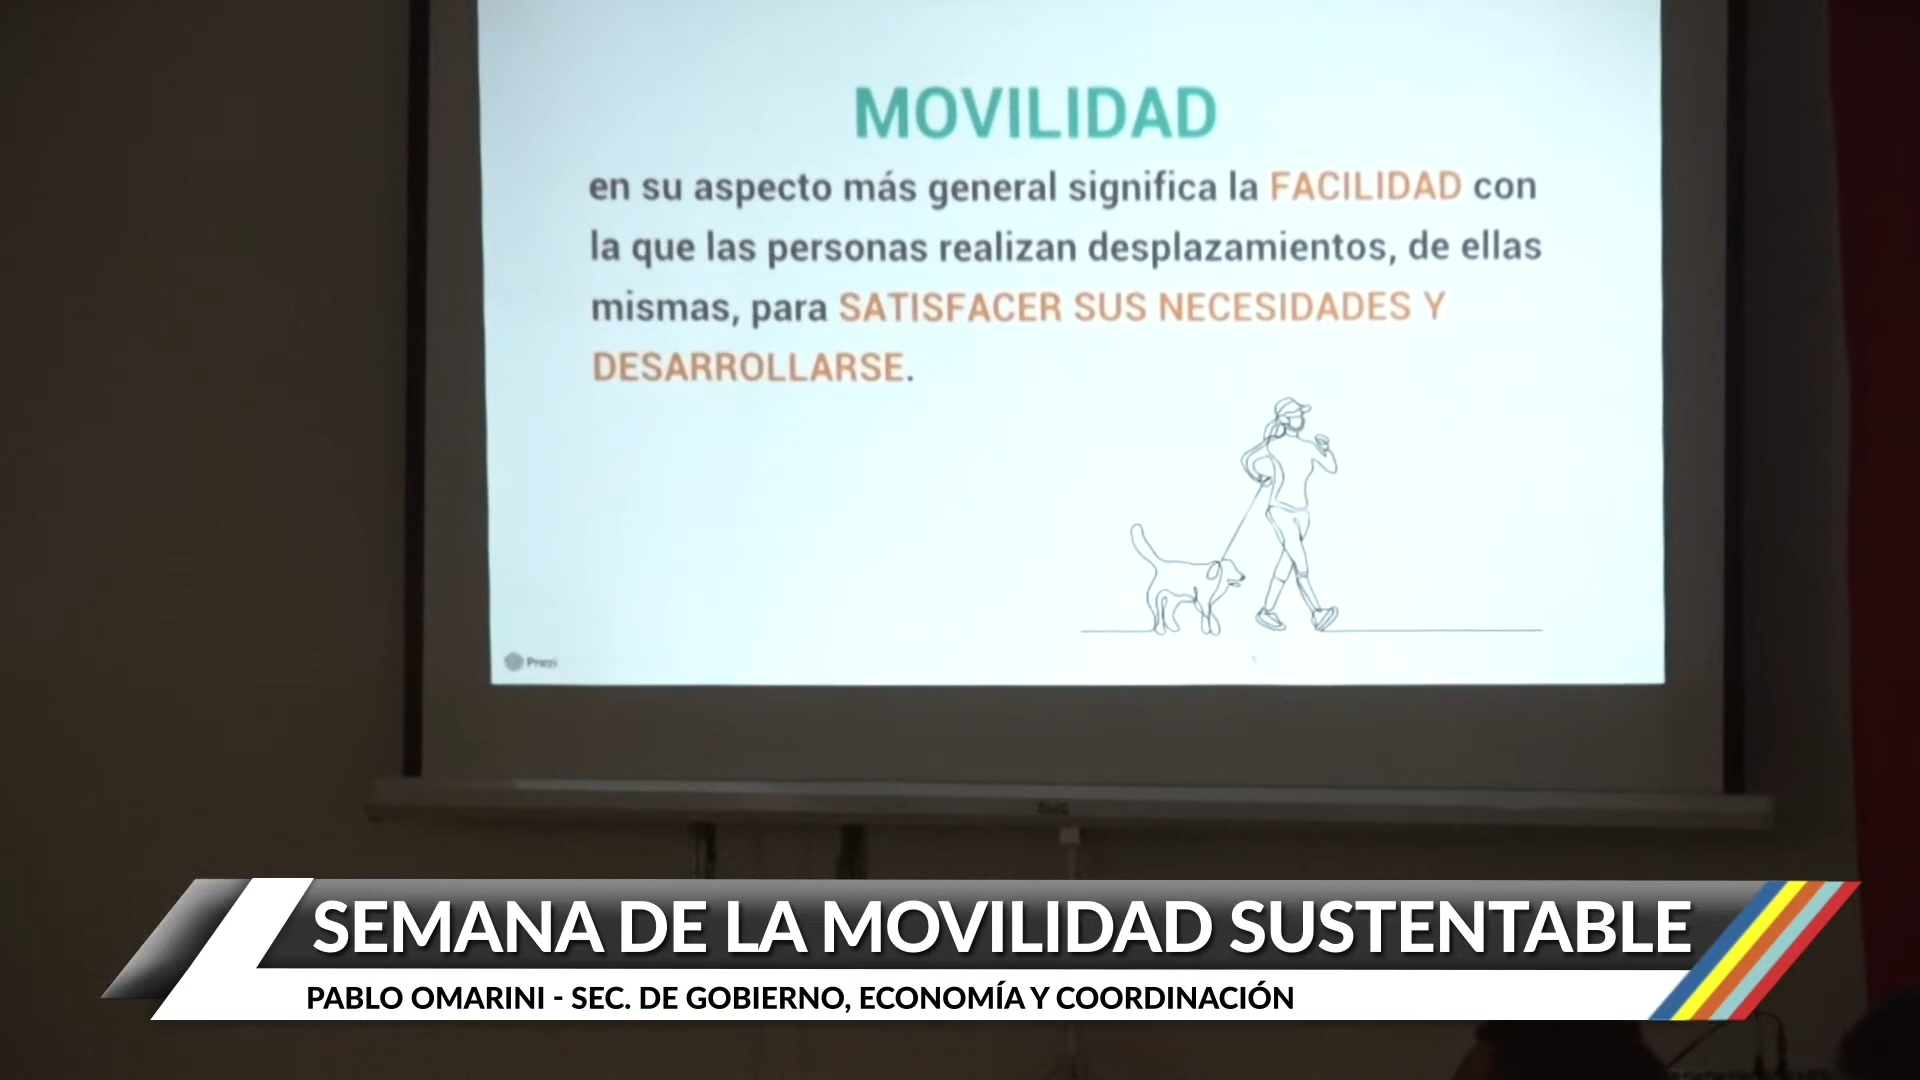 MOVILIDAD
en su aspecto más general significa la FACILIDAD con
la que las personas realizan desplazamientos, de ellas
mismas, para SATISFACER SUS NECESIDADES Y
DESARROLLARSE.
Prezi
SEMANA DE LA MOVILIDAD SUSTENTABLE
PABLO OMARINI - SEC. DE GOBIERNO, ECONOMÍA Y COORDINACIÓN